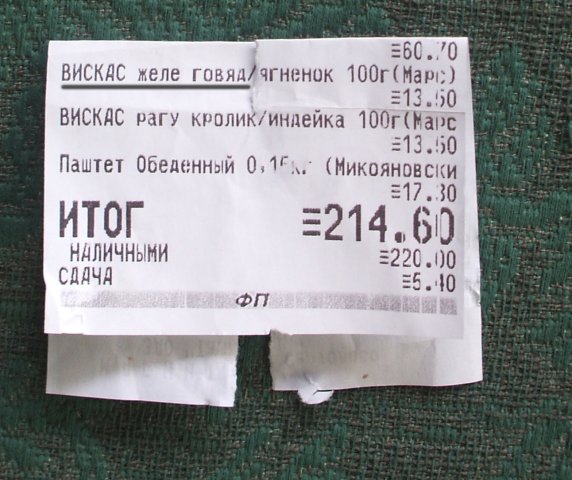 ≡60.70
ВИСКАС желе говяд/ягненок 100г(Марс)
≡13.50
ВИСКАС рагу кролик/индейка 100г(Марс
≡13.50
Паштет Обеденный 0,15кг (Микояновски
≡17.30
ИТОГ ≡214.60
НАЛИЧНЫМИ ≡220.00
СДАЧА ≡5.40
ФП